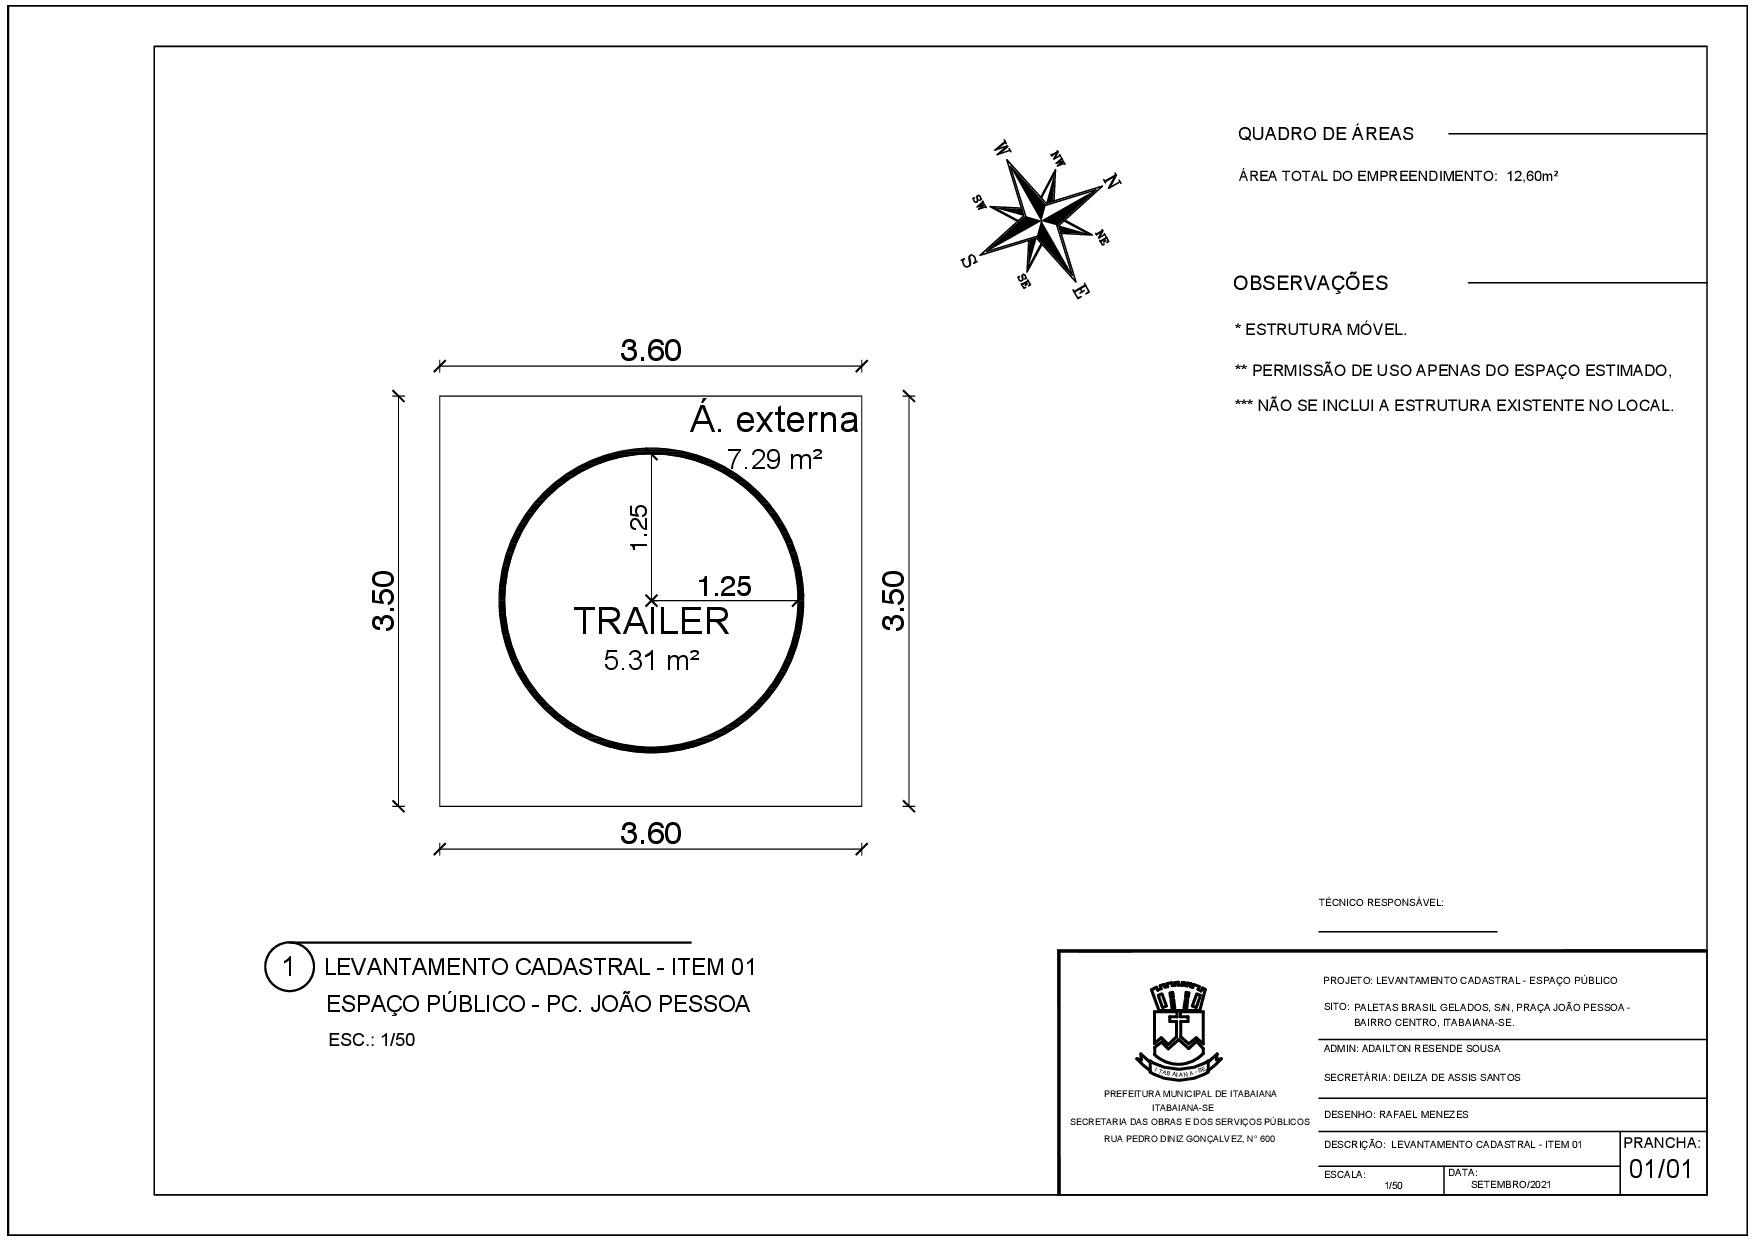 QUADRO DE ÁREAS
ÁREA TOTAL DO EMPREENDIMENTO: 12,60m²
W
NW
N
SW
NE
S
SE
E
OBSERVAÇÕES
* ESTRUTURA MÓVEL.
** PERMISSÃO DE USO APENAS DO ESPAÇO ESTIMADO,
*** NÃO SE INCLUI A ESTRUTURA EXISTENTE NO LOCAL.
3.60
Á. externa
7.29 m²
1.25
1.25
3.50
3.50
TRAILER
5.31 m²
3.60
1
LEVANTAMENTO CADASTRAL - ITEM 01
ESPAÇO PÚBLICO - PC. JOÃO PESSOA
ESC.: 1/50
TÉCNICO RESPONSÁVEL:
ITABAIANA-SE
PREFEITURA MUNICIPAL DE ITABAIANA
ITABAIANA-SE
SECRETARIA DAS OBRAS E DOS SERVIÇOS PÚBLICOS
RUA PEDRO DINIZ GONÇALVEZ, N° 600
PROJETO: LEVANTAMENTO CADASTRAL - ESPAÇO PÚBLICO
SITO: PALETAS BRASIL GELADOS, S/N, PRAÇA JOÃO PESSOA -
BAIRRO CENTRO, ITABAIANA-SE.
ADMIN: ADAILTON RESENDE SOUSA
SECRETÁRIA: DEILZA DE ASSIS SANTOS
DESENHO: RAFAEL MENEZES
DESCRIÇÃO: LEVANTAMENTO CADASTRAL - ITEM 01
ESCALA:
1/50
DATA:
SETEMBRO/2021
PRANCHA:
01/01